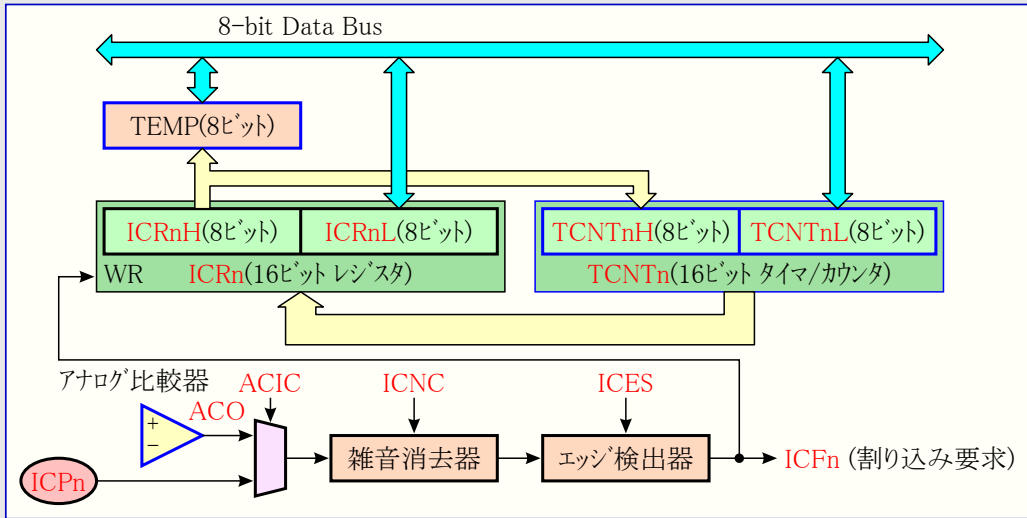 8-bit Data Bus
TEMP(8ビット)
ICRnH(8ビット) ICRnL(8ビット)
TCNTnH(8ビット) TCNTnL(8ビット)
WR ICRn(16ビット レジスタ)
TCNTn(16ビット タイマ/カウンタ)
アナログ比較器
ACIC
ICNC
ICES
ACO
+
−
雑音消去器
エッジ検出器
ICFn (割り込み要求)
ICPn